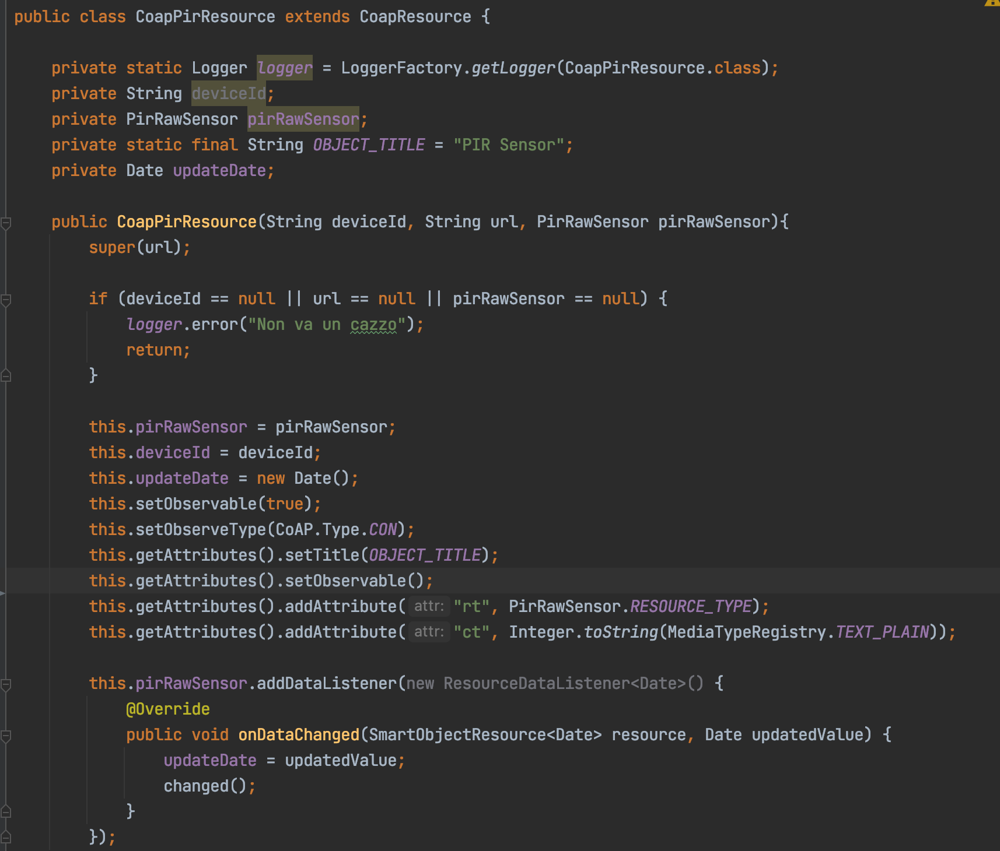 public class CoapPirResource extends CoapResource {
private static Logger logger = LoggerFactory.getLogger(CoapPirResource.class);
private String deviceId;
private PirRawSensor pirRawSensor;
private static final String OBJECT_TITLE = "PIR Sensor";
private Date updateDate;
public CoapPirResource(String deviceId, String url, PirRawSensor pirRawSensor){
super(url);
if (deviceId == null || url == null || pirRawSensor == null) {
logger.error("Non va un cazzo");
return;
}
this.pirRawSensor = pirRawSensor;
this.deviceId = deviceId;
this.updateDate = new Date();
this.setObservable(true);
this.setObserveType(CoAP.Type.CON);
this.getAttributes().setTitle(OBJECT_TITLE);
this.getAttributes().setObservable();
this.getAttributes().addAttribute( attr: "rt", PirRawSensor.RESOURCE_TYPE);
this.getAttributes().addAttribute( attr: "ct", Integer.toString(MediaTypeRegistry.TEXT_PLAIN));
this.pirRawSensor.addDataListener(new ResourceDataListener<Date>() {
@Override
public void onDataChanged(SmartObjectResource<Date> resource, Date updatedValue) {
updateDate = updatedValue;
changed();
}
});